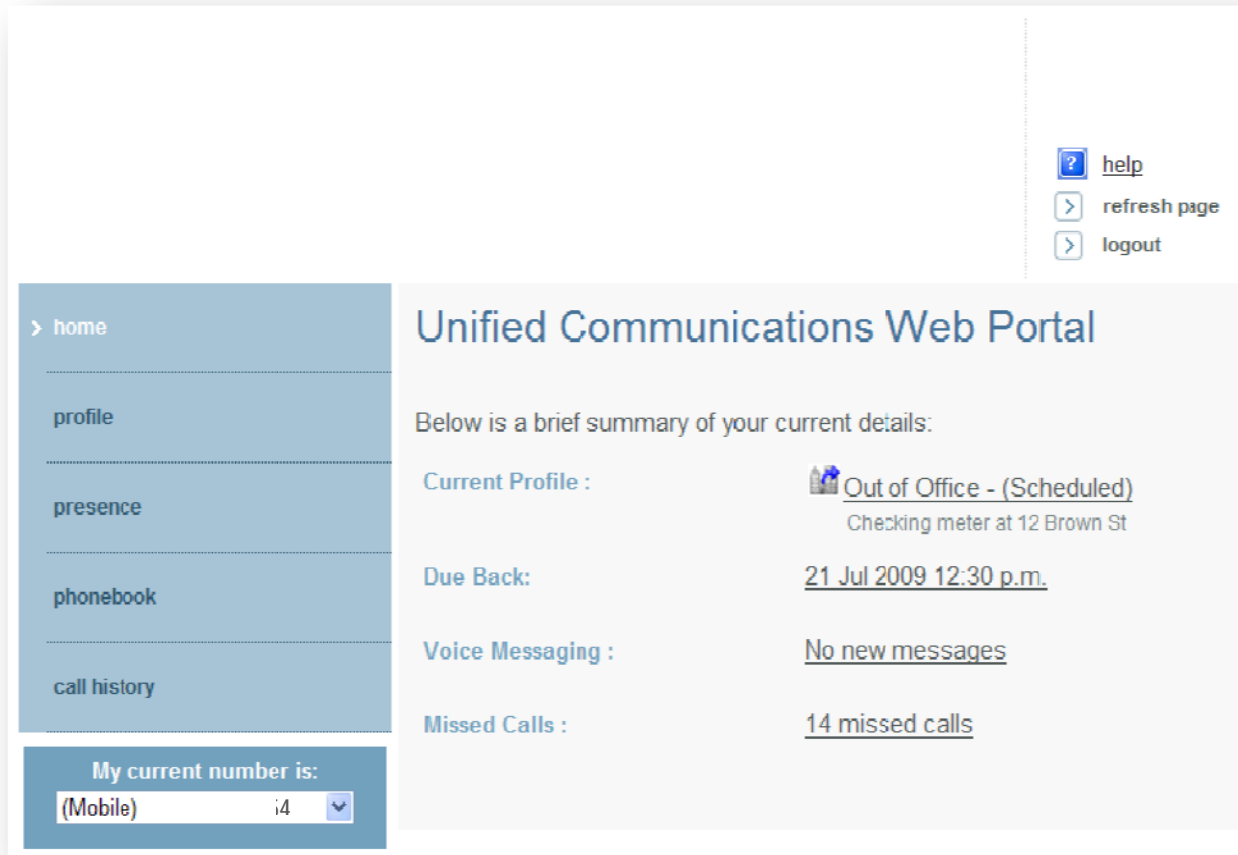 help
refresh page
logout
home
profile
presence
phonebook
call history
My current number is:
(Mobile)
Unified Communications Web Portal
Below is a brief summary of your current details:
Current Profile : Out of Office - (Scheduled)
Checking meter at 12 Brown St
Due Back: 21 Jul 2009 12:30 p.m.
Voice Messaging : No new messages
Missed Calls : 14 missed calls